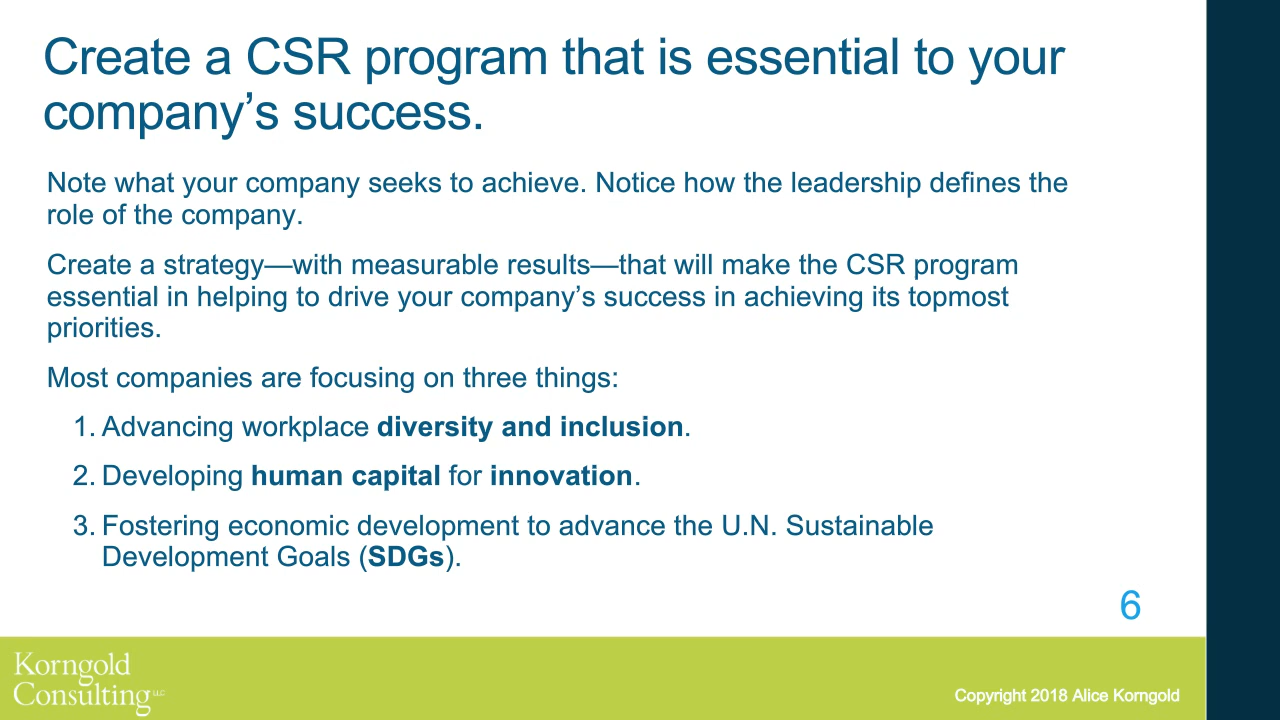 Create a CSR program that is essential to your
company’s success.
Note what your company seeks to achieve. Notice how the leadership defines the
role of the company.
Create a strategy—with measurable results—that will make the CSR program
essential in helping to drive your company’s success in achieving its topmost
priorities.
Most companies are focusing on three things:
1. Advancing workplace diversity and inclusion.
2. Developing human capital for innovation.
3. Fostering economic development to advance the U.N. Sustainable
Development Goals (SDGs).
6
Korngold
Consulting LLC
Copyright 2018 Alice Korngold